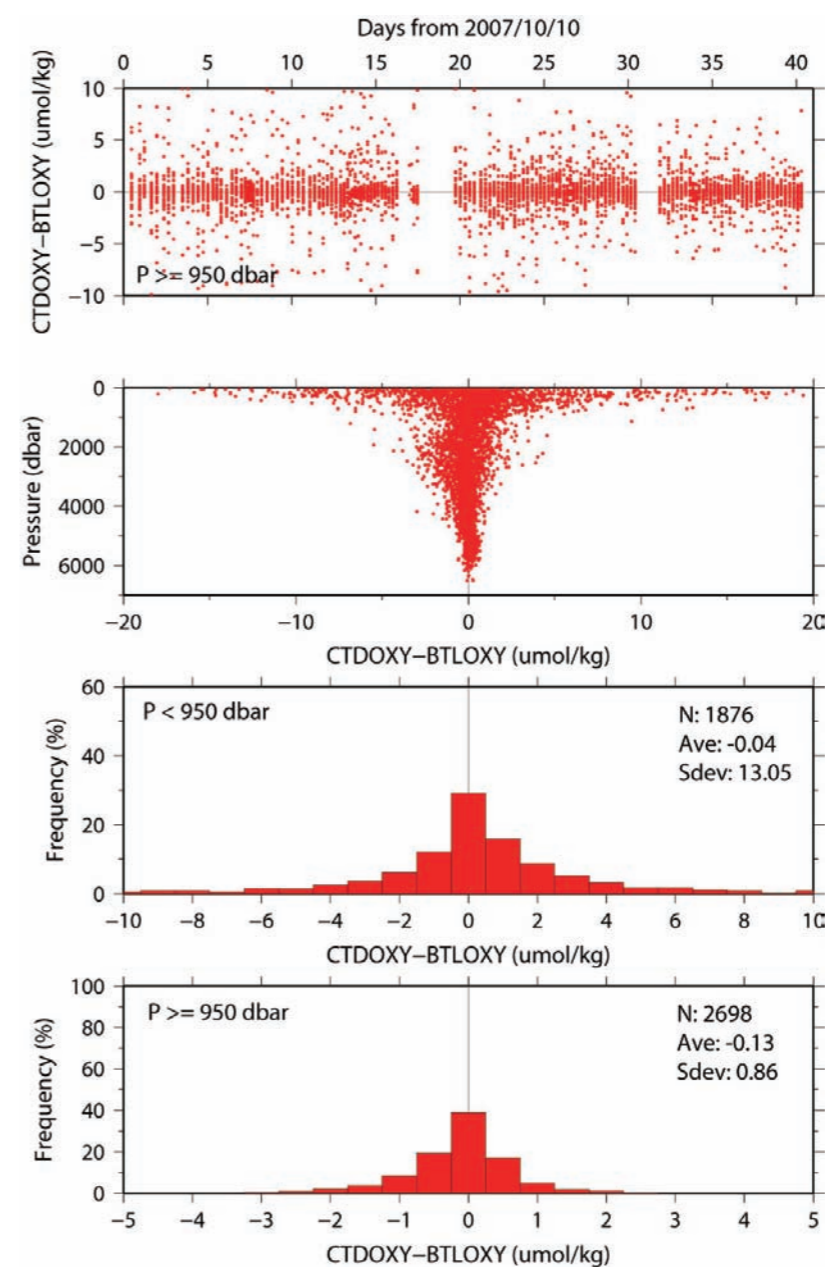 Days from 2007/10/10
0 5 10 15 20 25 30 35 40
CTDOXY−BTLOXY (umol/kg)
10
5
0
−5
−10
P >= 950 dbar
Pressure (dbar)
0
2000
4000
6000
−20 −10 0 10 20
CTDOXY−BTLOXY (umol/kg)
Frequency (%)
60
40
20
0
P < 950 dbar
N: 1876
Ave: -0.04
Sdev: 13.05
−10 −8 −6 −4 −2 0 2 4 6 8 10
CTDOXY−BTLOXY (umol/kg)
Frequency (%)
100
80
60
40
20
0
P >= 950 dbar
N: 2698
Ave: -0.13
Sdev: 0.86
−5 −4 −3 −2 −1 0 1 2 3 4 5
CTDOXY−BTLOXY (umol/kg)